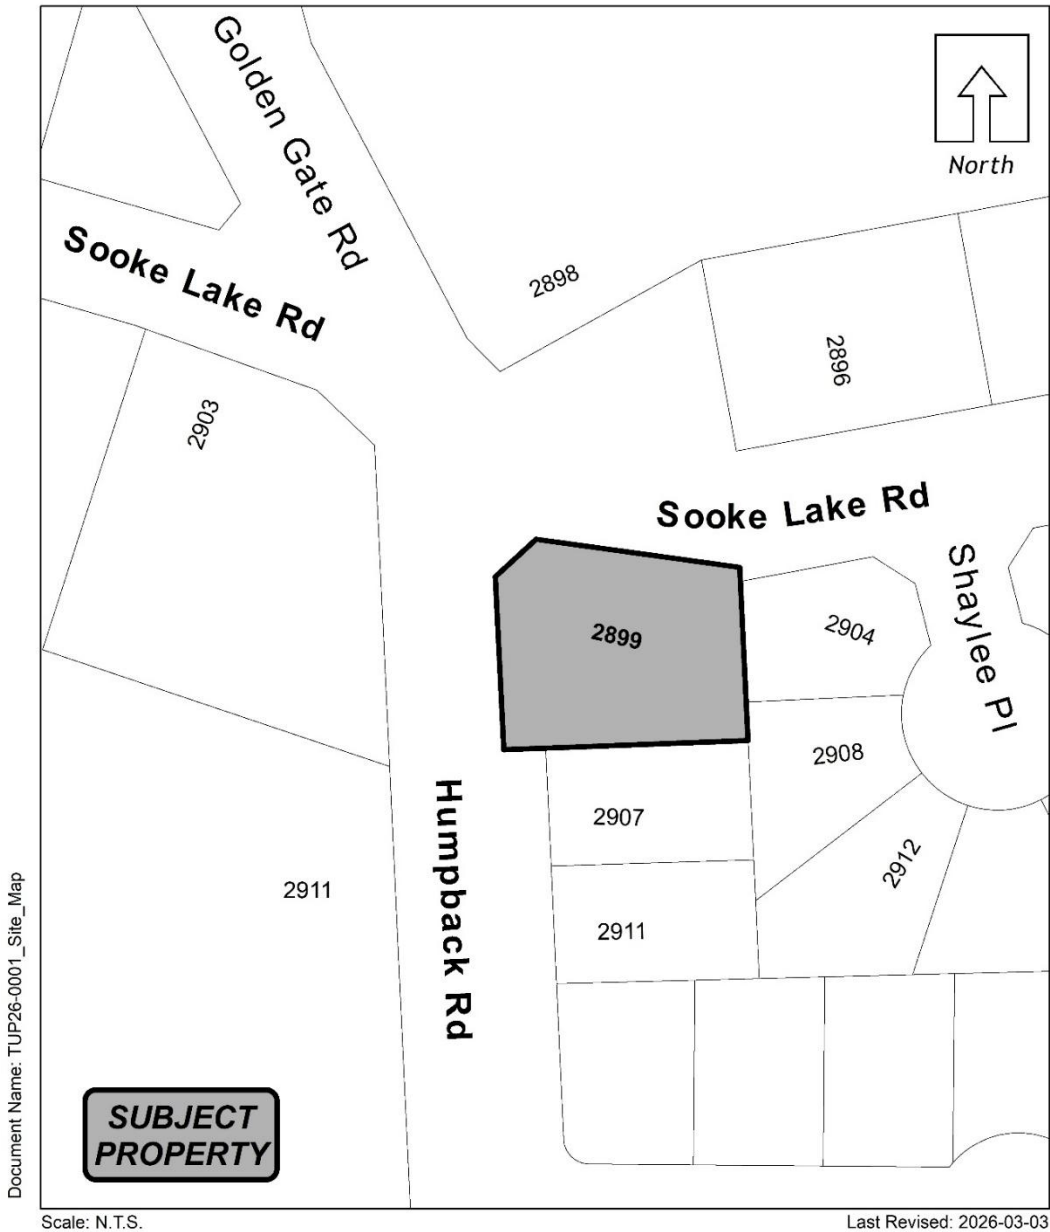 Golden Gate Rd
North
Sooke Lake Rd
2898
2896
2903
Sooke Lake Rd
Shaylee Pl
2899
2904
2908
Humpback Rd
2907
2912
2911
2911
SUBJECT
PROPERTY
Document Name: TUP26-0001_Site_Map
Scale: N.T.S.
Last Revised: 2026-03-03